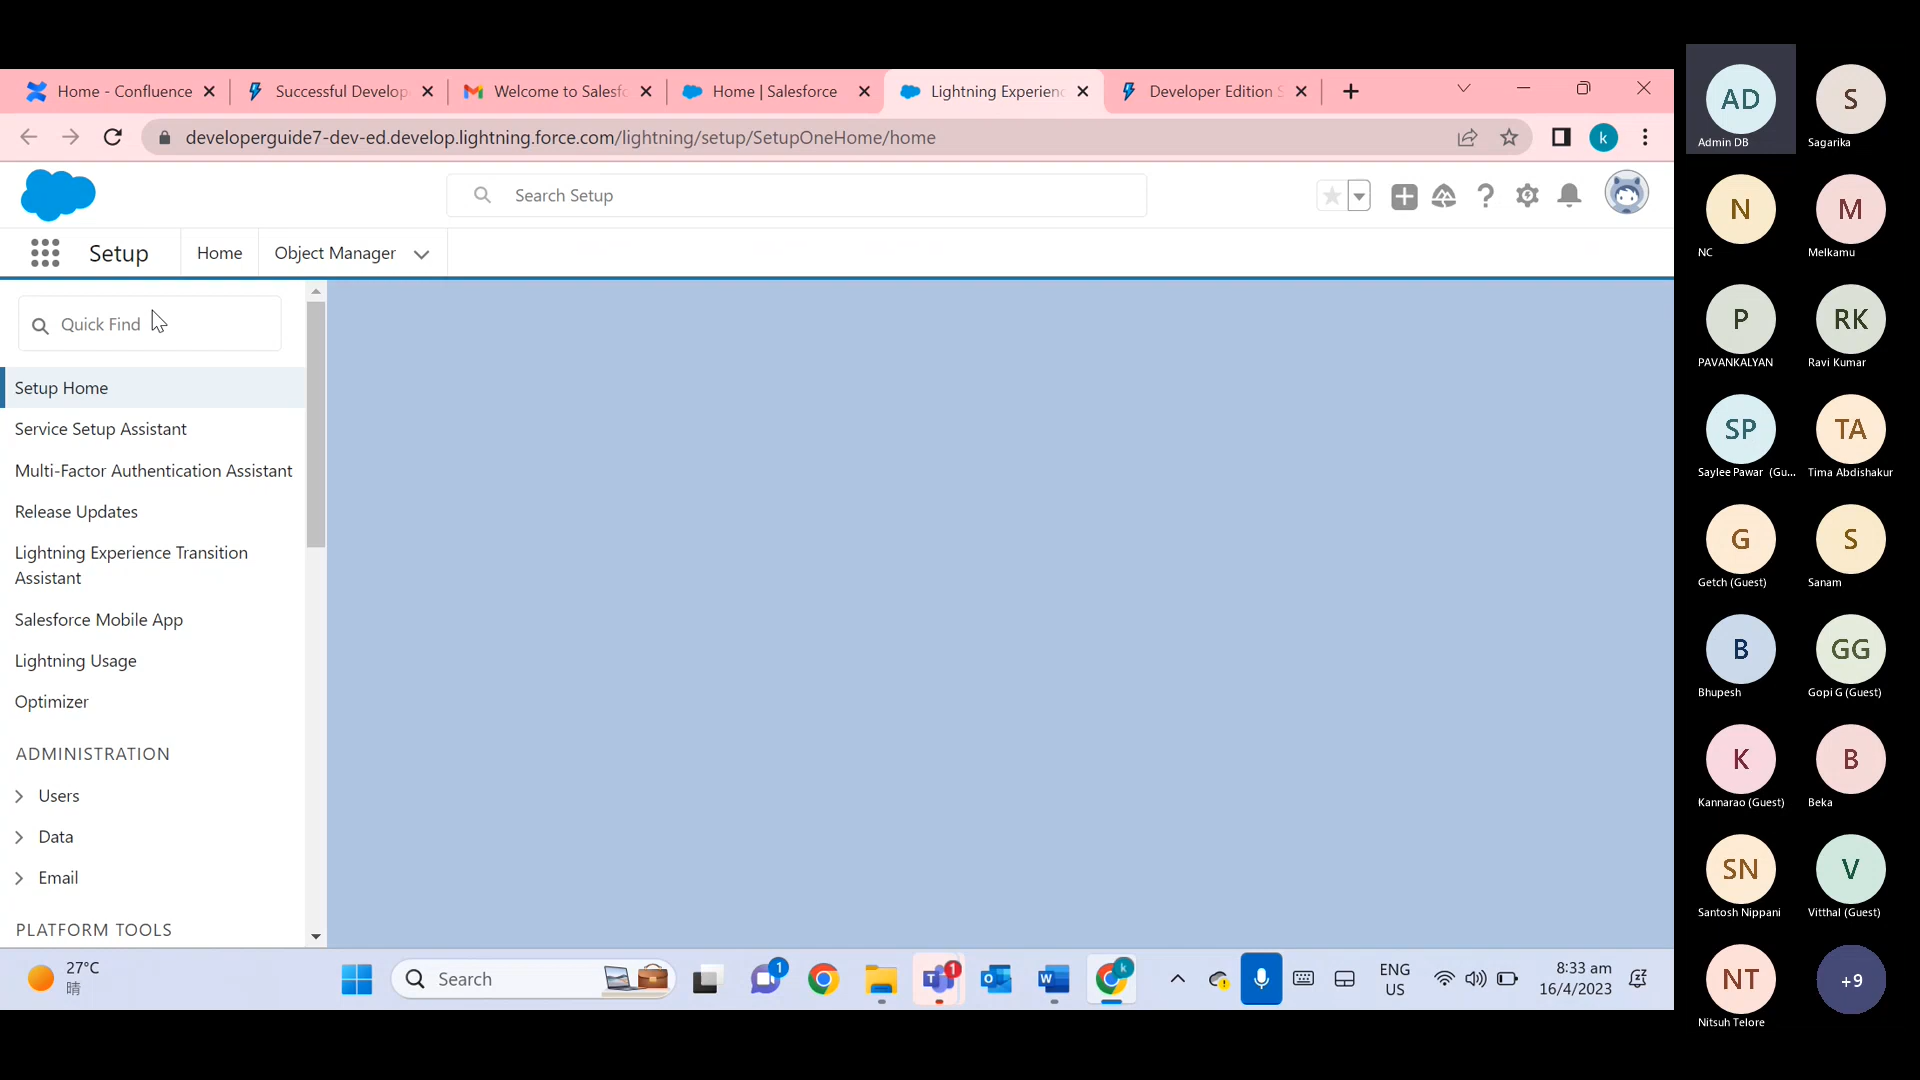 Home - Confluence
Successful Develop
Welcome to Salesfo
Home | Salesforce
Lightning Experienc
Developer Edition S
developerguide7-dev-ed.develop.lightning.force.com/lightning/setup/SetupOneHome/home
k
Search Setup
Setup
Home
Object Manager
Quick Find
Setup Home
Service Setup Assistant
Multi-Factor Authentication Assistant
Release Updates
Lightning Experience Transition
Assistant
Salesforce Mobile App
Lightning Usage
Optimizer
ADMINISTRATION
Users
Data
Email
PLATFORM TOOLS
27°C
晴
Search
1
1
k
ENG
US
8:33 am
16/4/2023
AD
Admin DB
S
Sagarika
N
NC
M
Melkamu
P
PAVANKALYAN
RK
Ravi Kumar
SP
Saylee Pawar (Gu...
TA
Tima Abdishakur
G
Getch (Guest)
S
Sanam
B
Bhupesh
GG
Gopi G (Guest)
K
Kannarao (Guest)
B
Beka
SN
Santosh Nippani
V
Vitthal (Guest)
NT
Nitsuh Telore
+9